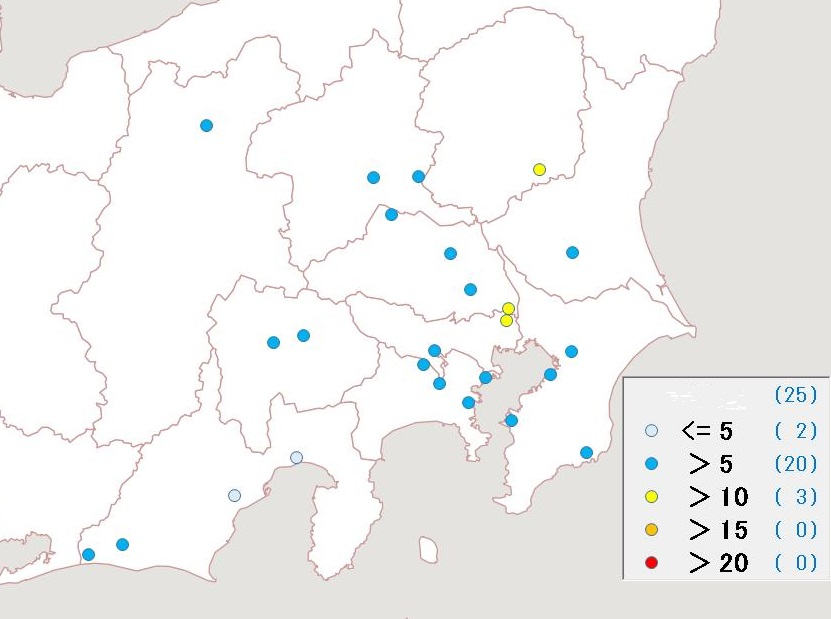 (25)
<= 5 ( 2)
> 5 (20)
> 10 ( 3)
> 15 ( 0)
> 20 ( 0)